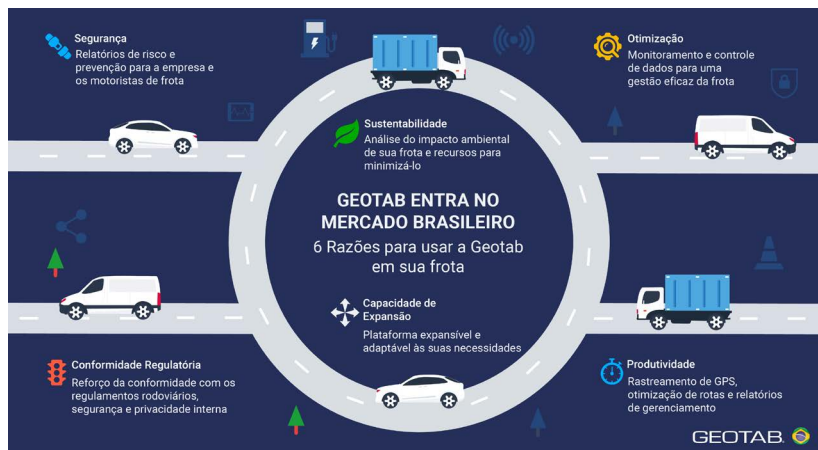 Segurança
Relatórios de risco e
prevenção para a empresa e
os motoristas de frota
Otimização
Monitoramento e controle
de dados para uma
gestão eficaz da frota
Sustentabilidade
Análise do impacto ambiental
de sua frota e recursos para
minimizá-lo
GEOTAB ENTRA NO
MERCADO BRASILEIRO
6 Razões para usar a Geotab
em sua frota
Capacidade de
Expansão
Plataforma expansível e
adaptável às suas necessidades
Conformidade Regulatória
Reforço da conformidade com os
regulamentos rodoviários,
segurança e privacidade interna
Produtividade
Rastreamento de GPS,
otimização de rotas e relatórios
de gerenciamento
GEOTAB